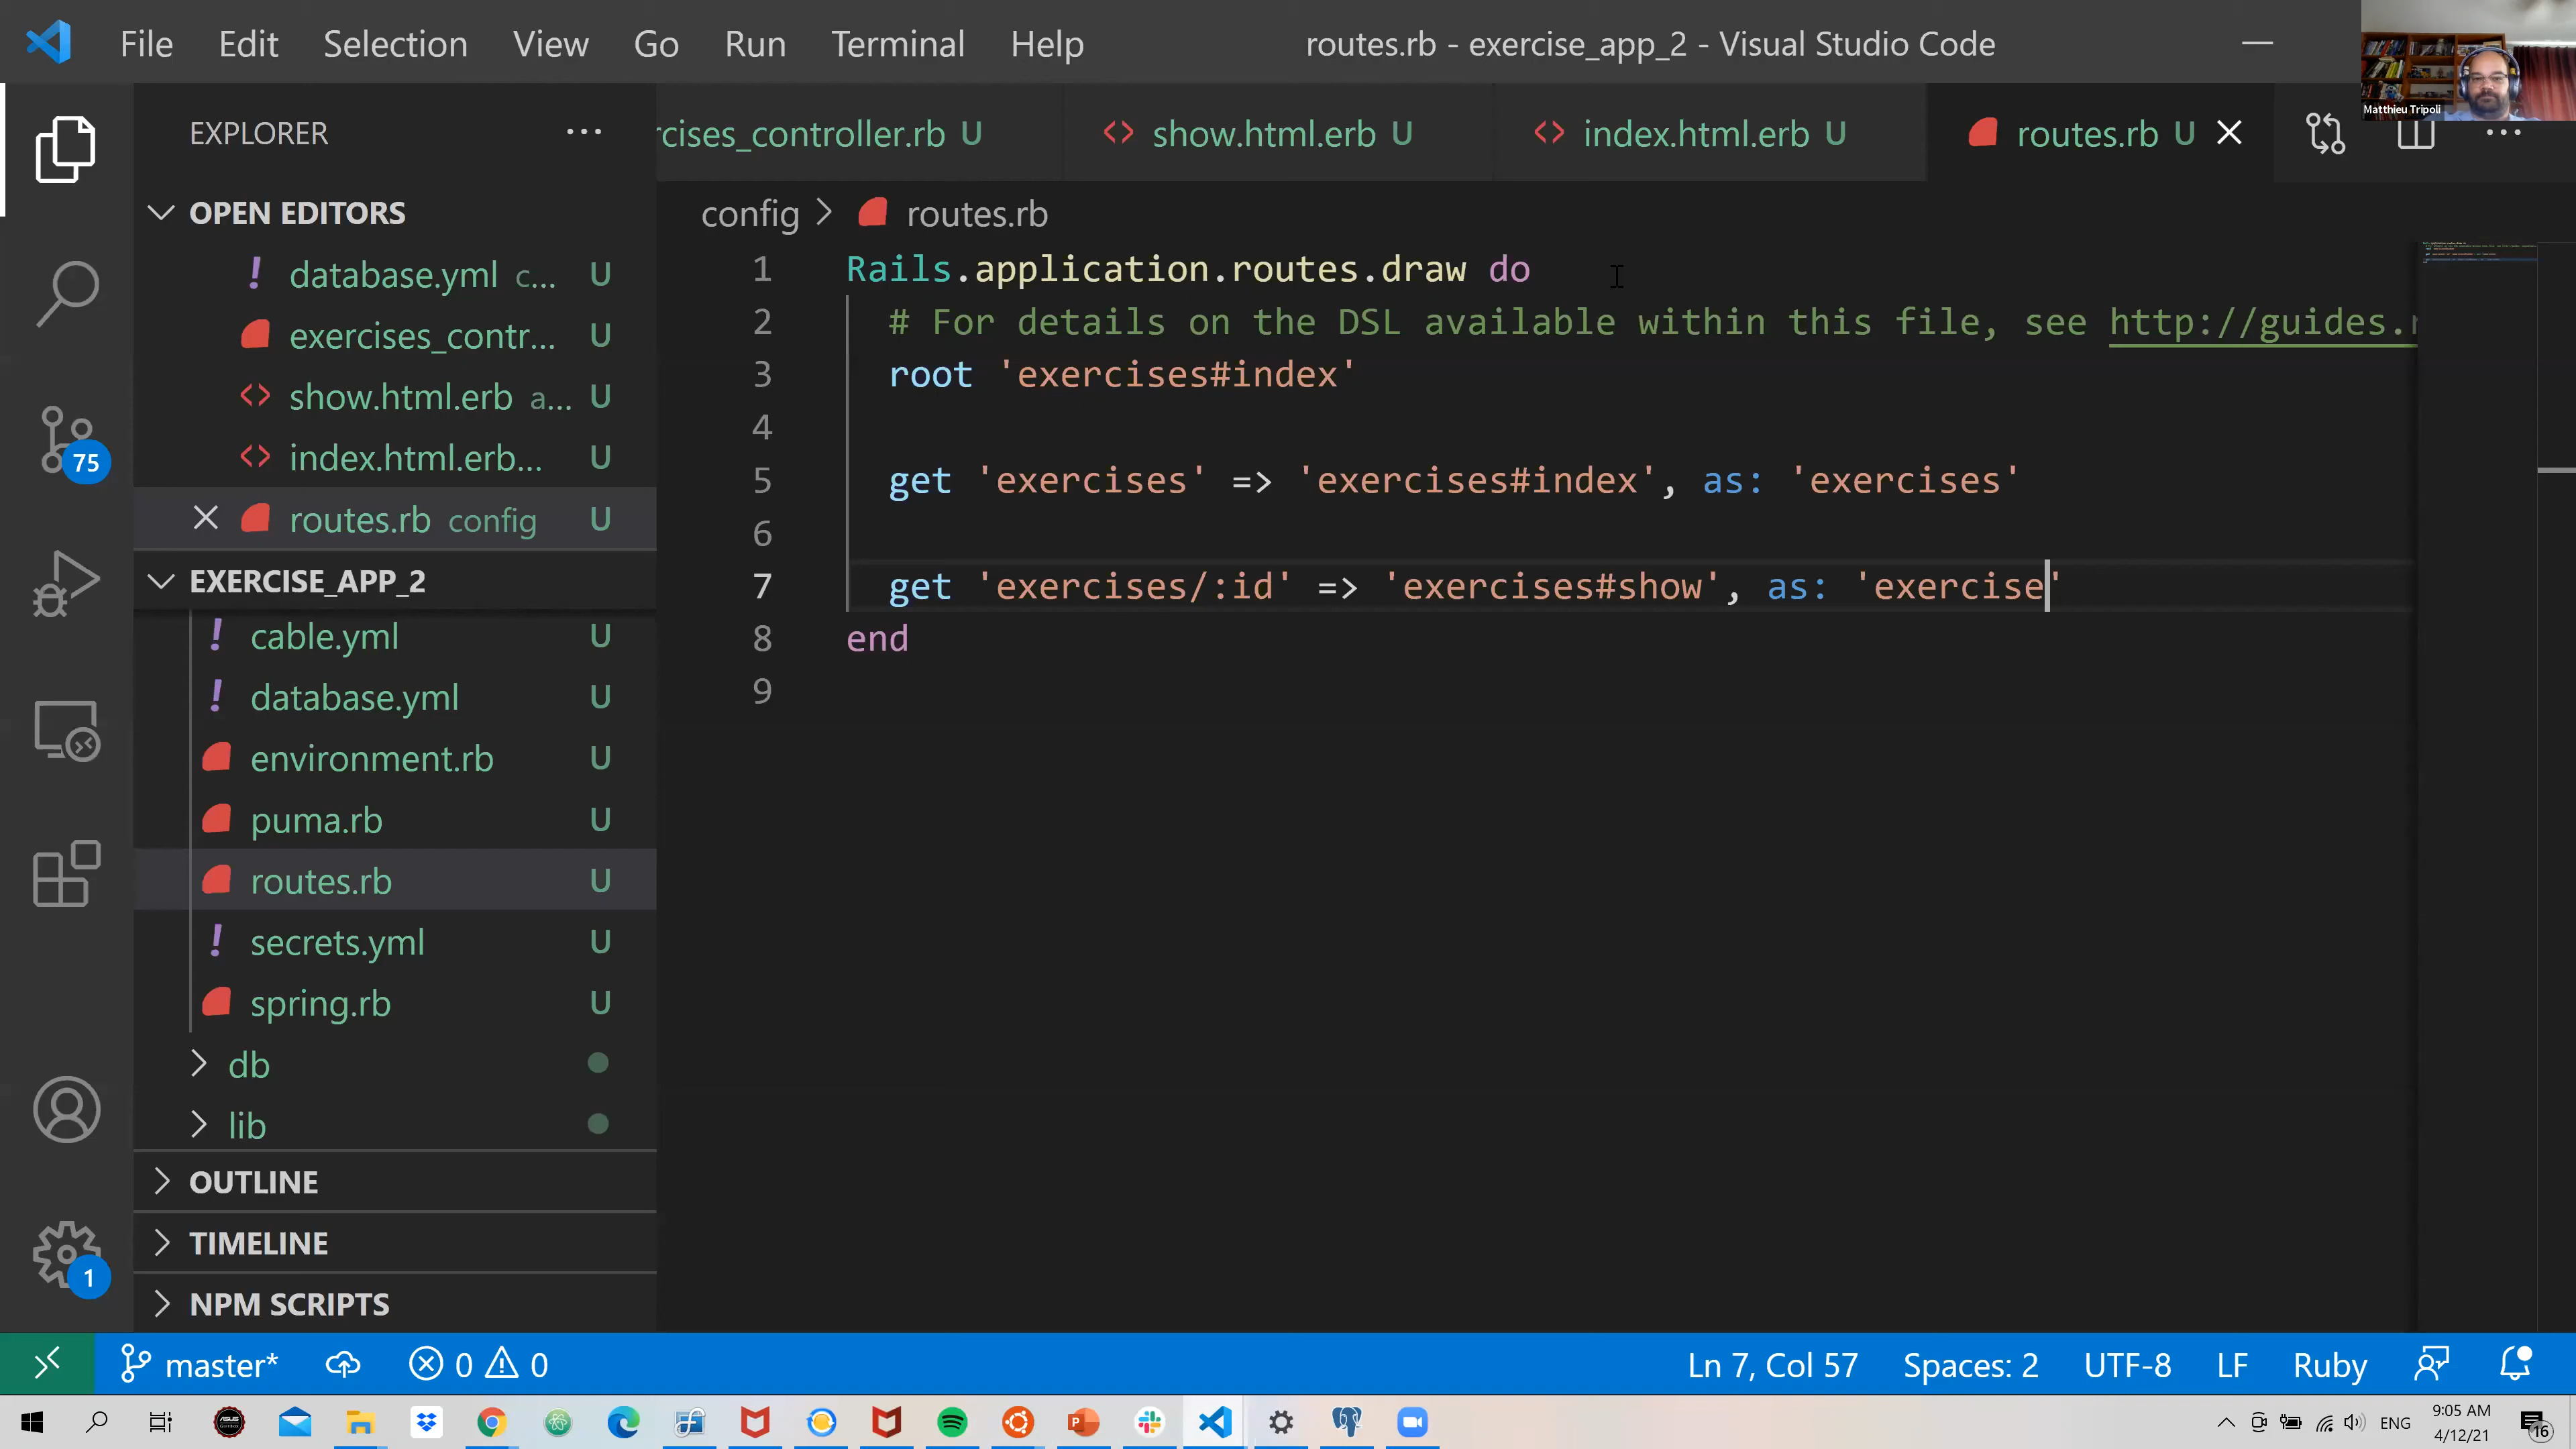 File Edit Selection View Go Run Terminal Help routes.rb - exercise_app_2 - Visual Studio Code
Matthieu Tripoli
EXPLORER
OPEN EDITORS
! database.yml c... U
exercises_contr... U
<> show.html.erb a... U
<> index.html.erb... U
routes.rb config U
EXERCISE_APP_2
! cable.yml U
! database.yml U
environment.rb U
puma.rb U
routes.rb U
! secrets.yml U
spring.rb U
db
lib
OUTLINE
TIMELINE
NPM SCRIPTS
75
1
rcises_controller.rb U <> show.html.erb U <> index.html.erb U routes.rb U
config > routes.rb
1 Rails.application.routes.draw do
2 # For details on the DSL available within this file, see http://guides.r
3 root 'exercises#index'
4
5 get 'exercises' => 'exercises#index', as: 'exercises'
6
7 get 'exercises/:id' => 'exercises#show', as: 'exercise'
8 end
9
master* 0 0 Ln 7, Col 57 Spaces: 2 UTF-8 LF Ruby
ENG 9:05 AM
4/12/21
16